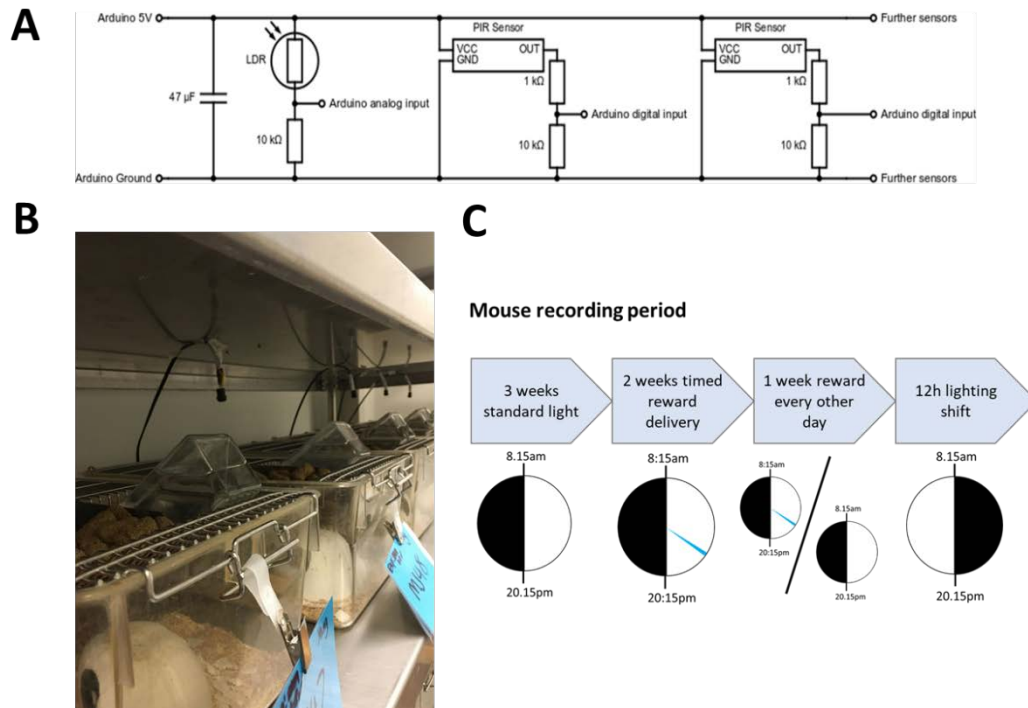 A
Arduino 5V
Further sensors
LDR
47 µF
10 kΩ
Arduino analog input
PIR Sensor
VCC
OUT
GND
1 kΩ
10 kΩ
Arduino digital input
PIR Sensor
VCC
OUT
GND
1 kΩ
10 kΩ
Arduino digital input
Arduino Ground
Further sensors
B
C
Mouse recording period
3 weeks
standard light
2 weeks timed
reward
delivery
1 week reward
every other
day
12h lighting
shift
8.15am
20.15pm
8:15am
20:15pm
8:15am
20:15pm
8.15am
20.15pm
8.15am
20.15pm